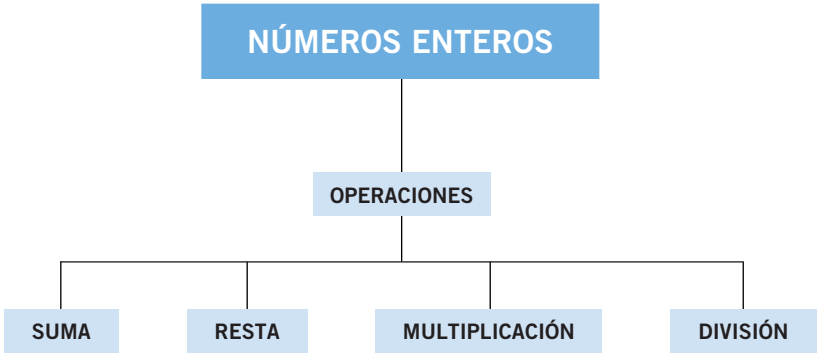 NÚMEROS ENTEROS
OPERACIONES
SUMA
RESTA
MULTIPLICACIÓN
DIVISIÓN